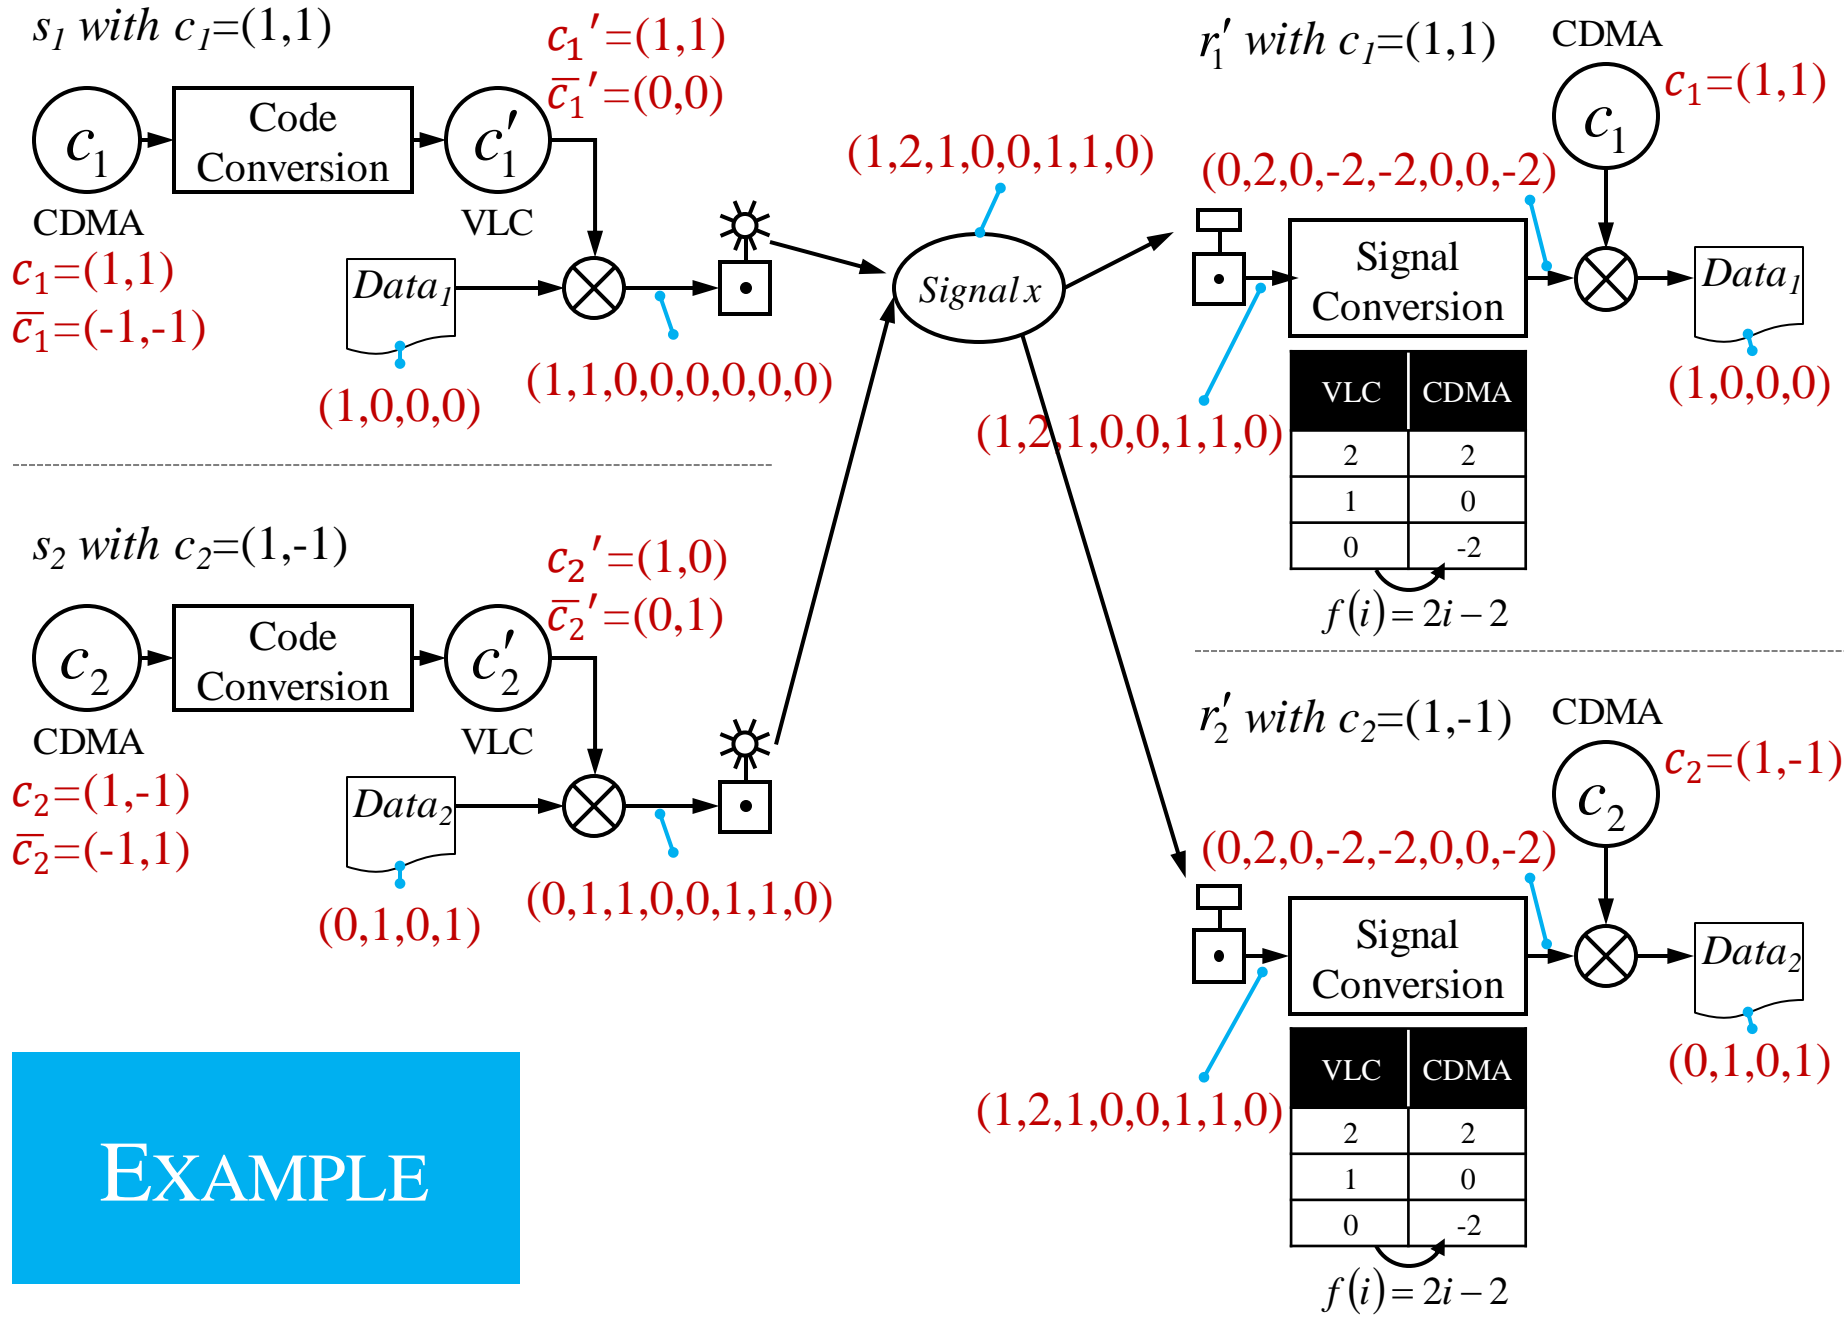 s₁ with c₁=(1,1)
c₁′=(1,1)
c̅₁′=(0,0)
c₁
Code
Conversion
c′₁
CDMA
VLC
c₁=(1,1)
c̅₁=(-1,-1)
Data₁
(1,0,0,0)
(1,1,0,0,0,0,0,0)
s₂ with c₂=(1,-1)
c₂′=(1,0)
c̅₂′=(0,1)
c₂
Code
Conversion
c′₂
CDMA
VLC
c₂=(1,-1)
c̅₂=(-1,1)
Data₂
(0,1,0,1)
(0,1,1,0,0,1,1,0)
EXAMPLE
(1,2,1,0,0,1,1,0)
Signal x
r′₁ with c₁=(1,1)
CDMA
c₁=(1,1)
c₁
(0,2,0,-2,-2,0,0,-2)
Signal
Conversion
Data₁
(1,0,0,0)
(1,2,1,0,0,1,1,0)
VLC CDMA
2 2
1 0
0 -2
f(i)=2i−2
r′₂ with c₂=(1,-1)
CDMA
c₂=(1,-1)
c₂
(0,2,0,-2,-2,0,0,-2)
Signal
Conversion
Data₂
(0,1,0,1)
(1,2,1,0,0,1,1,0)
VLC CDMA
2 2
1 0
0 -2
f(i)=2i−2